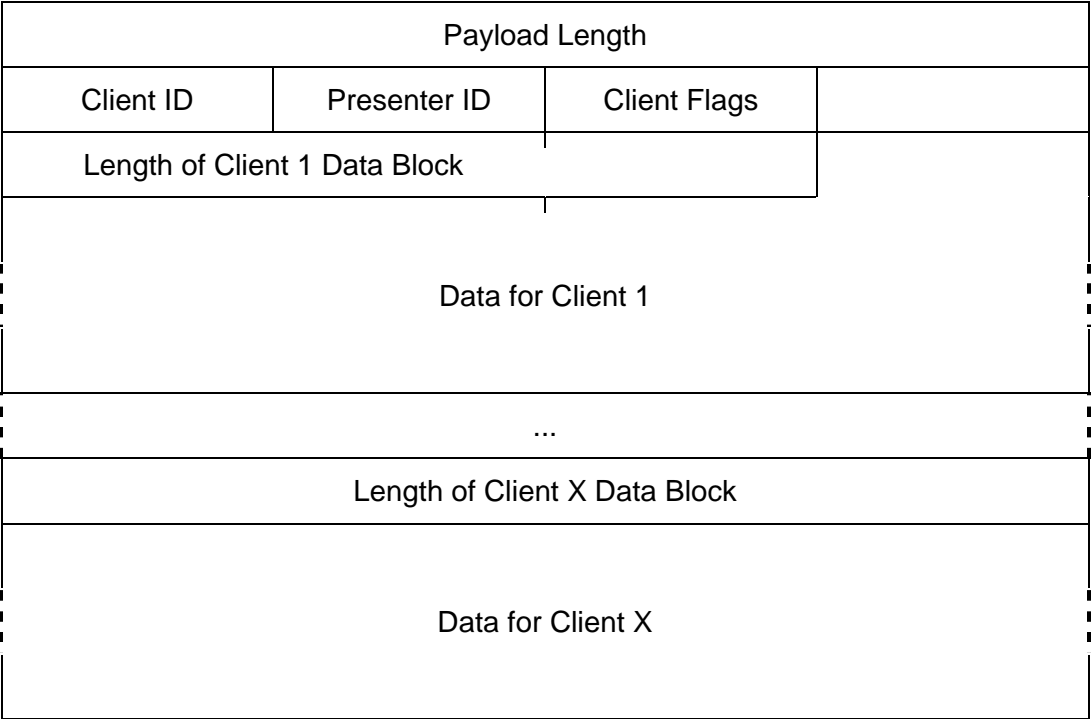 Payload Length
Client ID Presenter ID Client Flags
Length of Client 1 Data Block
Data for Client 1
...
Length of Client X Data Block
Data for Client X